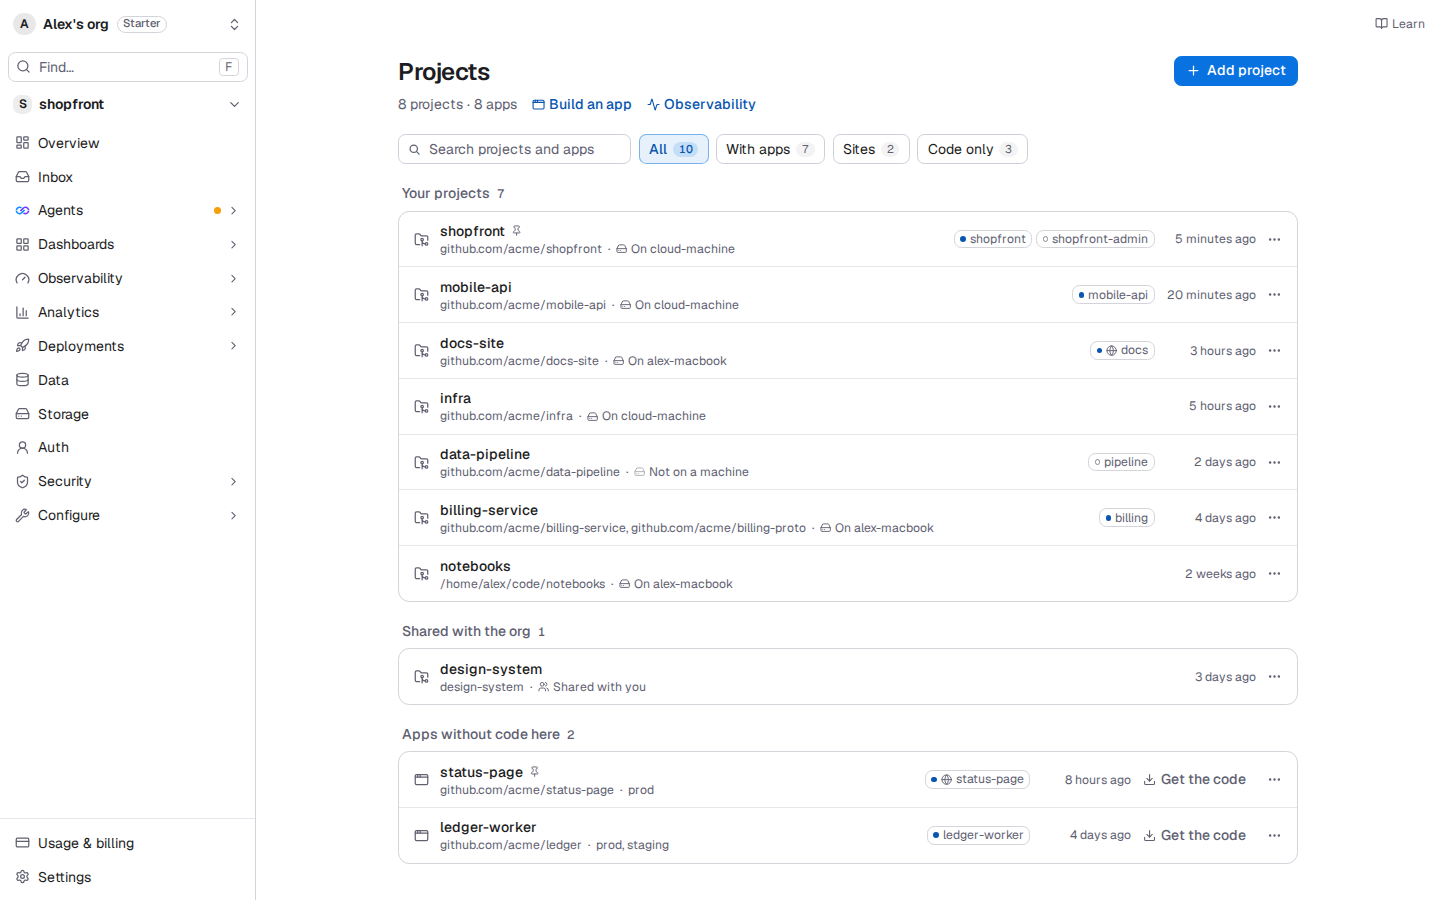 A Alex's org Starter
Find... F
S shopfront
Overview
Inbox
Agents
Dashboards
Observability
Analytics
Deployments
Data
Storage
Auth
Security
Configure
Usage & billing
Settings
Learn
Projects
Add project
8 projects · 8 apps Build an app Observability
Search projects and apps All 10 With apps 7 Sites 2 Code only 3
Your projects 7
shopfront
github.com/acme/shopfront · On cloud-machine
shopfront shopfront-admin 5 minutes ago
mobile-api
github.com/acme/mobile-api · On cloud-machine
mobile-api 20 minutes ago
docs-site
github.com/acme/docs-site · On alex-macbook
docs 3 hours ago
infra
github.com/acme/infra · On cloud-machine
5 hours ago
data-pipeline
github.com/acme/data-pipeline · Not on a machine
pipeline 2 days ago
billing-service
github.com/acme/billing-service, github.com/acme/billing-proto · On alex-macbook
billing 4 days ago
notebooks
/home/alex/code/notebooks · On alex-macbook
2 weeks ago
Shared with the org 1
design-system
design-system · Shared with you
3 days ago
Apps without code here 2
status-page
github.com/acme/status-page · prod
status-page 8 hours ago Get the code
ledger-worker
github.com/acme/ledger · prod, staging
ledger-worker 4 days ago Get the code